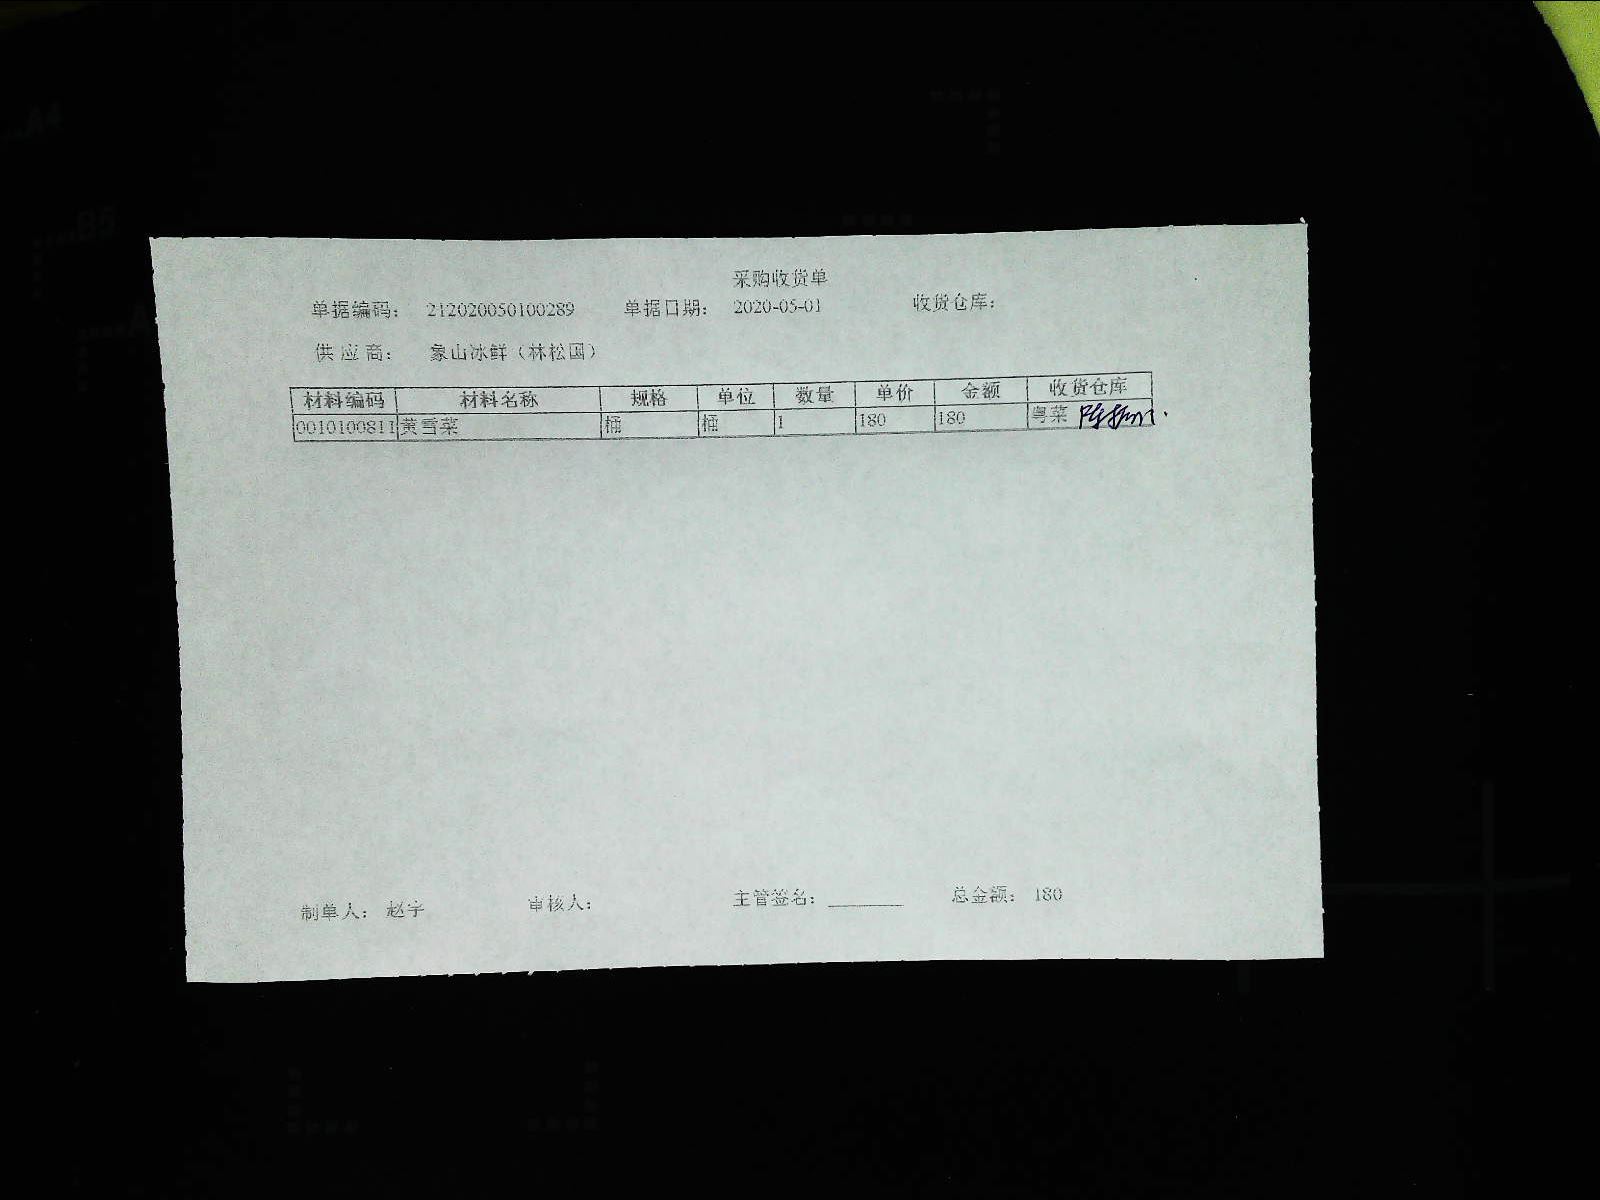 采购收货单
单据编码: 212020050100289 单据日期: 2020-05-01 收货仓库:
供应商: 象山冰鲜(林松国)
材料编码 材料名称 规格 单位 数量 单价 金额 收货仓库
0010100811 黄雪菜 桶 桶 1 180 180 粤菜
制单人: 赵宇 审核人: 主管签名: ________ 总金额: 180